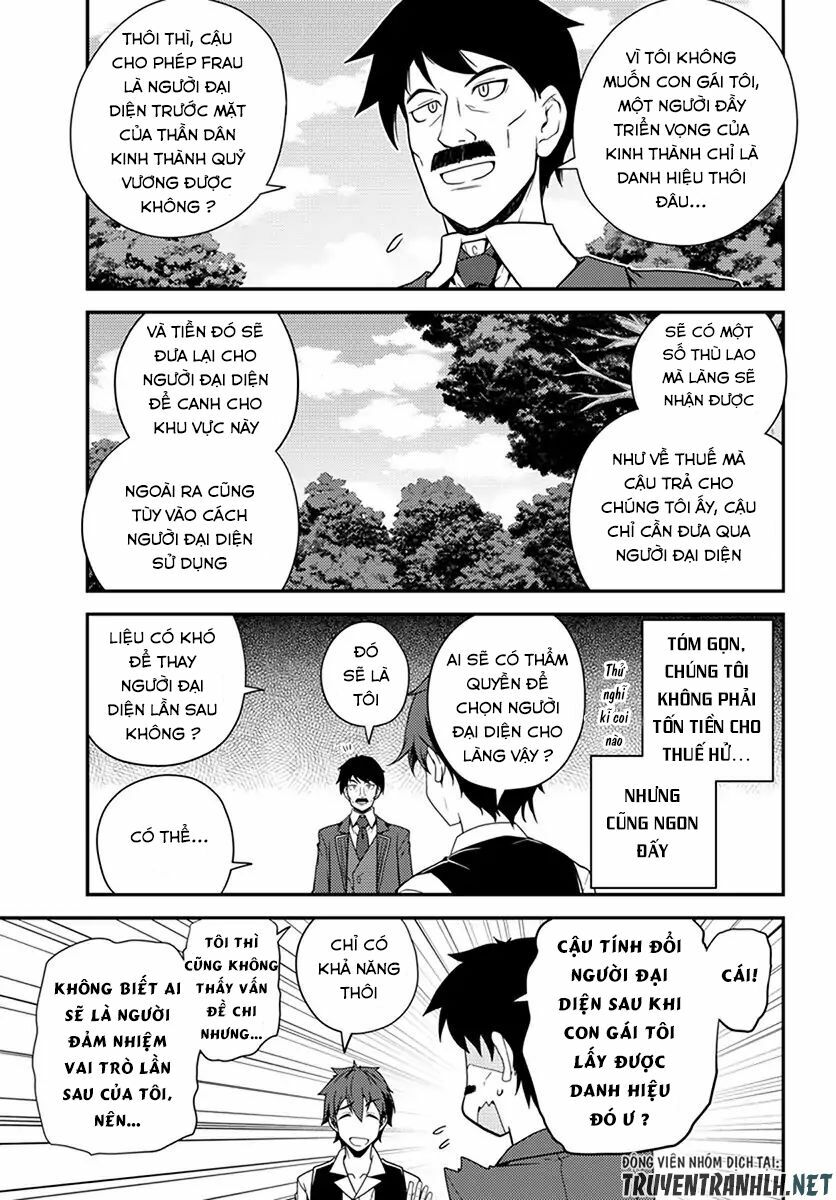 VÌ TÔI KHÔNG
MUỐN CON GÁI TÔI,
MỘT NGƯỜI ĐẦY
TRIỂN VỌNG CỦA
KINH THÀNH CHỈ LÀ
DANH HIỆU THÔI
ĐÂU...
THÔI THÌ, CẬU
CHO PHÉP FRAU
LÀ NGƯỜI ĐẠI
DIỆN TRƯỚC MẶT
CỦA THẦN DÂN
KINH THÀNH QUỶ
VƯƠNG ĐƯỢC
KHÔNG ?
SẼ CÓ MỘT
SỐ THÙ LAO
MÀ LÀNG SẼ
NHẬN ĐƯỢC
NHƯ VỀ THUẾ MÀ
CẬU TRẢ CHO
CHÚNG TÔI ẤY, CẬU
CHỈ CẦN ĐƯA QUA
NGƯỜI ĐẠI DIỆN
VÀ TIỀN ĐÓ SẼ
ĐƯA LẠI CHO
NGƯỜI ĐẠI DIỆN
ĐỂ CANH CHO
KHU VỰC NÀY
NGOÀI RA CŨNG
TÙY VÀO CÁCH
NGƯỜI ĐẠI DIỆN
SỬ DỤNG
TÓM GỌN,
CHÚNG TÔI
KHÔNG PHẢI
TỐN TIỀN CHO
THUẾ HỬ...
NHƯNG
CŨNG NGON
ĐẤY
Thử
nghĩ
kĩ coi
nào
AI SẼ CÓ THẨM
QUYỀN ĐỂ
CHỌN NGƯỜI
ĐẠI DIỆN CHO
LÀNG VẬY ?
ĐÓ
SẼ LÀ
TÔI
LIỆU CÓ KHÓ
ĐỂ THAY
NGƯỜI ĐẠI
DIỆN LẦN SAU
KHÔNG ?
CÓ THỂ...
CÁI!
CẬU TÍNH ĐỔI
NGƯỜI ĐẠI
DIỆN SAU KHI
CON GÁI TÔI
LẤY ĐƯỢC
DANH HIỆU
ĐÓ Ư ?
CHỈ CÓ
KHẢ NĂNG
THÔI
TÔI THÌ
CŨNG KHÔNG
THẤY VẤN
ĐỀ CHI
NHƯNG...
KHÔNG BIẾT AI
SẼ LÀ NGƯỜI
ĐẢM NHIỆM
VAI TRÒ LẦN
SAU CỦA TÔI,
NÊN...
ĐỘNG VIÊN NHÓM DỊCH TẠI:
TRUYENTRANHLH.NET